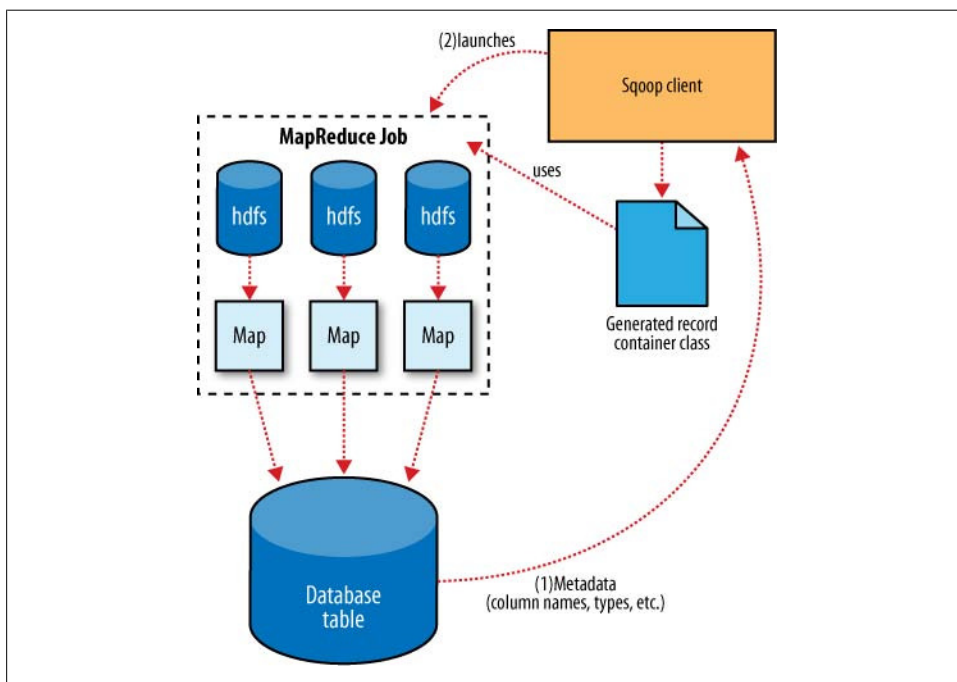 (2)launches
Sqoop client
MapReduce Job
hdfs
hdfs
hdfs
uses
Map
Map
Map
Generated record
container class
Database
table
(1)Metadata
(column names, types, etc.)